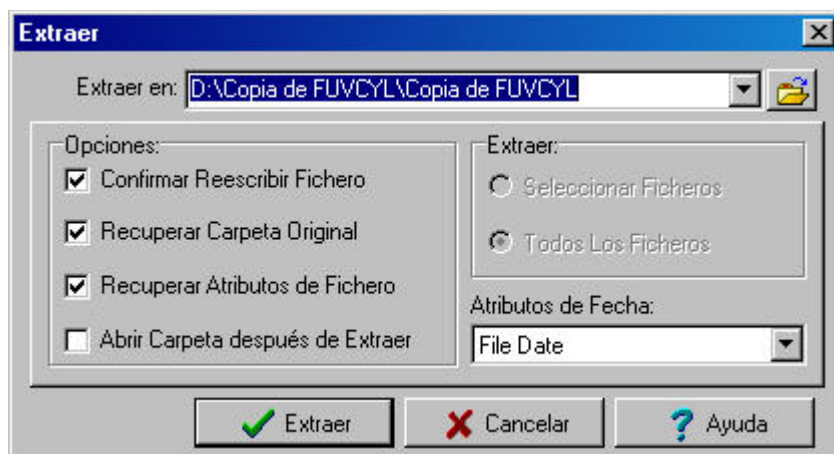 Extraer
Extraer en: D:\Copia de FUVCYL\Copia de FUVCYL
Opciones:
Confirmar Reescribir Fichero
Recuperar Carpeta Original
Recuperar Atributos de Fichero
Abrir Carpeta después de Extraer
Extraer:
Seleccionar Ficheros
Todos Los Ficheros
Atributos de Fecha:
File Date
Extraer
Cancelar
? Ayuda